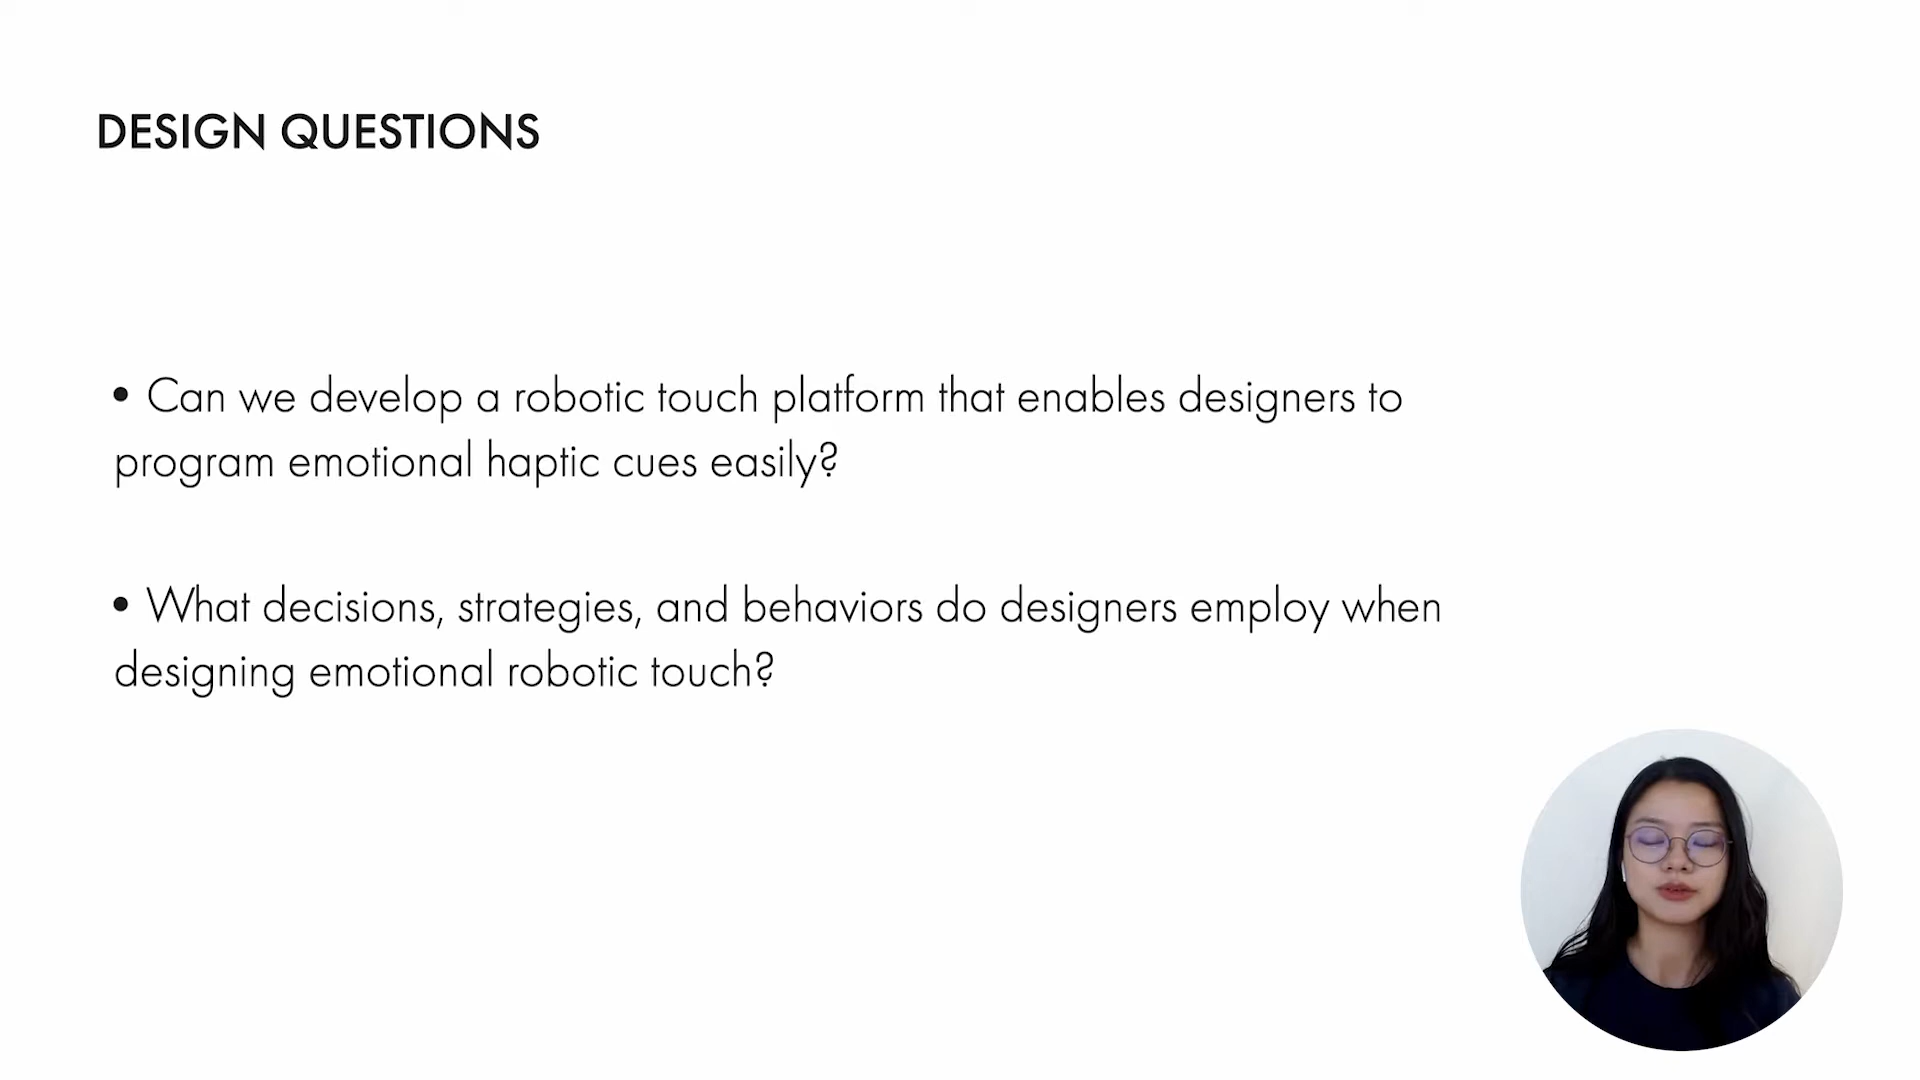 DESIGN QUESTIONS
• Can we develop a robotic touch platform that enables designers to
program emotional haptic cues easily?
• What decisions, strategies, and behaviors do designers employ when
designing emotional robotic touch?